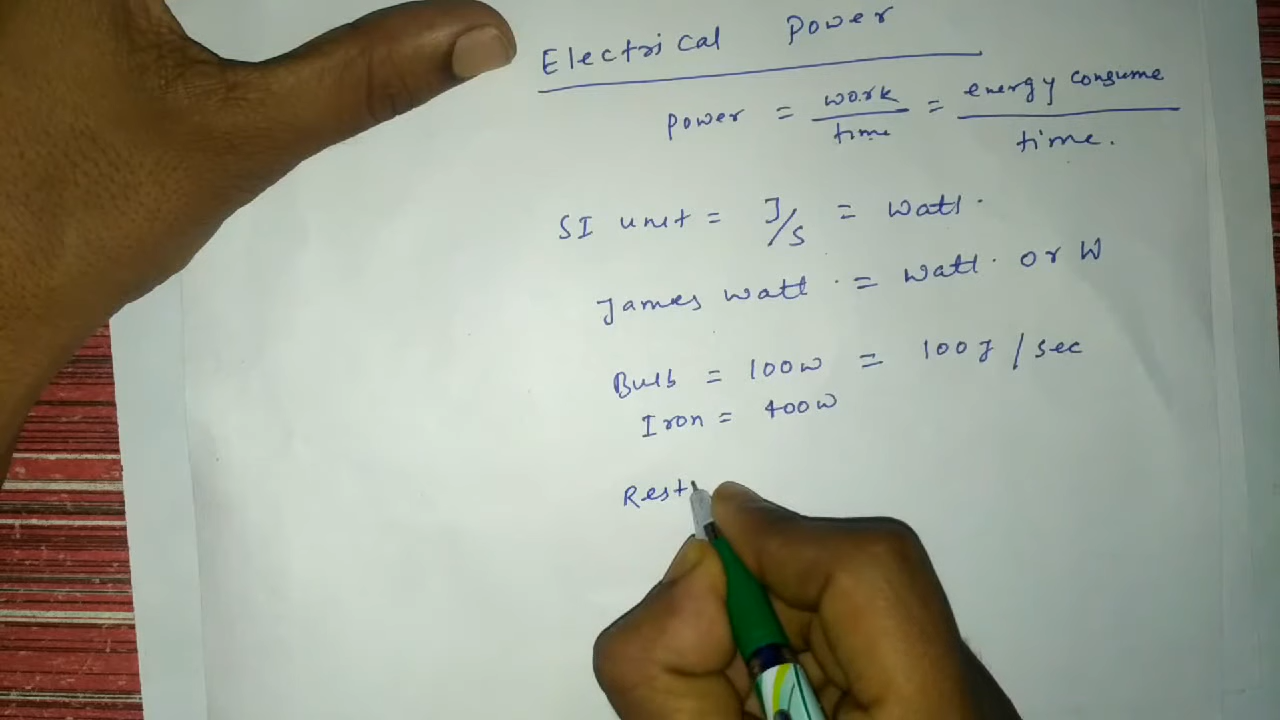 Electrical Power
Power = work/time = energy consume/time.
SI unit = J/s = watt.
James watt. = watt. or W
Bulb = 100w = 100J/sec
Iron = 400w
Rest